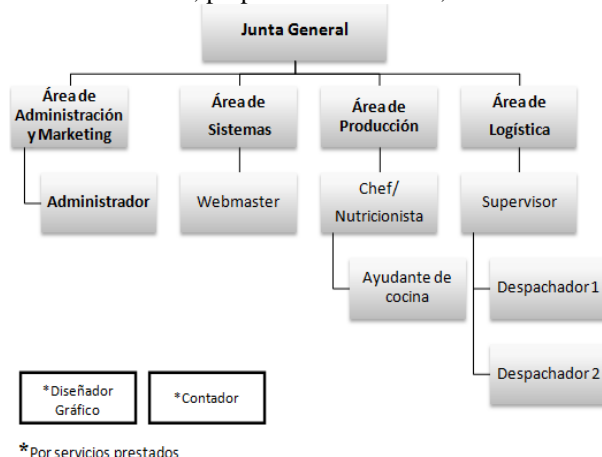 Junta General
Área de
Administración
y Marketing
Área de
Sistemas
Área de
Producción
Área de
Logística
Administrador
Webmaster
Chef/
Nutricionista
Supervisor
Ayudante de
cocina
Despachador 1
Despachador 2
*Diseñador
Gráfico
*Contador
*Por servicios prestados